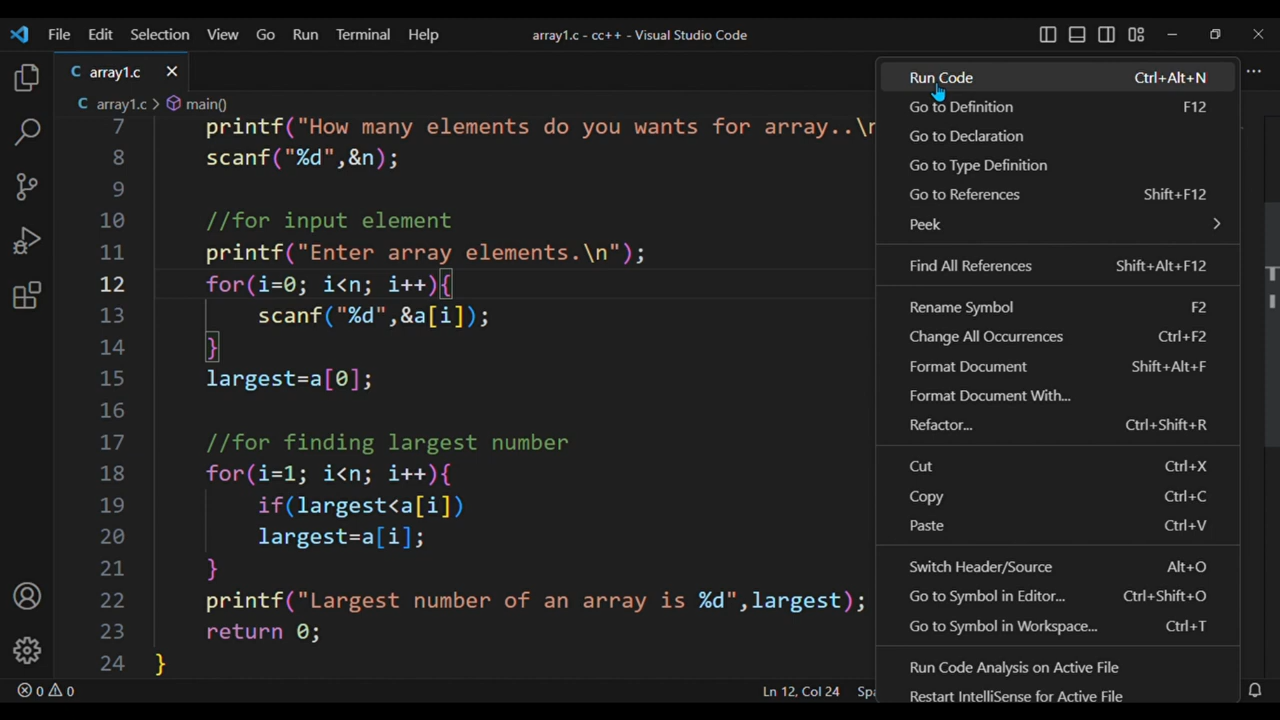 File Edit Selection View Go Run Terminal Help array1.c - cc++ - Visual Studio Code
C array1.c
C array1.c > main()
7 printf("How many elements do you wants for array..\n
8 scanf("%d",&n);
9
10 //for input element
11 printf("Enter array elements.\n");
12 for(i=0; i<n; i++){
13 scanf("%d",&a[i]);
14 }
15 largest=a[0];
16
17 //for finding largest number
18 for(i=1; i<n; i++){
19 if(largest<a[i])
20 largest=a[i];
21 }
22 printf("Largest number of an array is %d",largest);
23 return 0;
24 }
Run Code Ctrl+Alt+N
Go to Definition F12
Go to Declaration
Go to Type Definition
Go to References Shift+F12
Peek
Find All References Shift+Alt+F12
Rename Symbol F2
Change All Occurrences Ctrl+F2
Format Document Shift+Alt+F
Format Document With...
Refactor... Ctrl+Shift+R
Cut Ctrl+X
Copy Ctrl+C
Paste Ctrl+V
Switch Header/Source Alt+O
Go to Symbol in Editor... Ctrl+Shift+O
Go to Symbol in Workspace... Ctrl+T
Run Code Analysis on Active File
Restart IntelliSense for Active File
0 0 Ln 12, Col 24 Spa